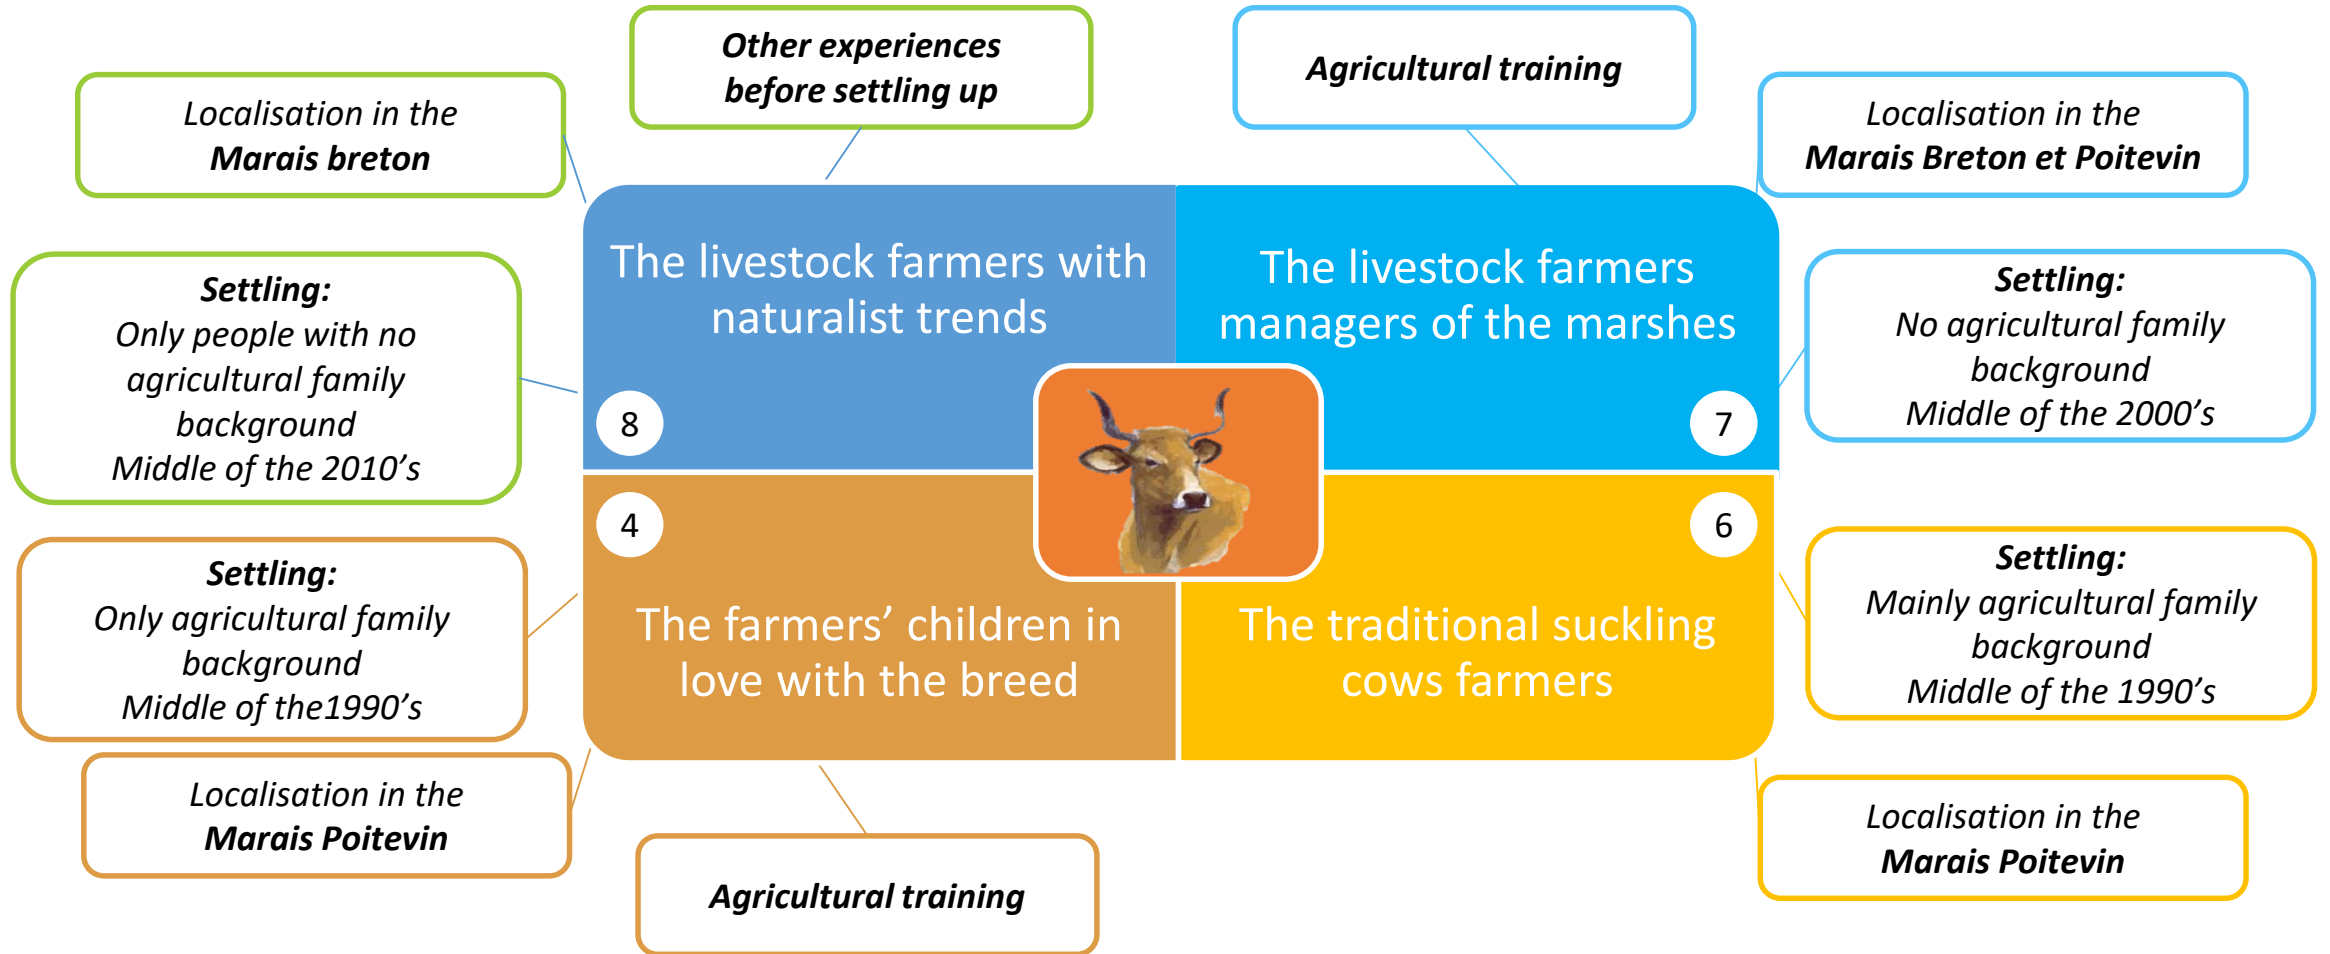 Other experiences
before settling up
Agricultural training
Localisation in the
Marais breton
Localisation in the
Marais Breton et Poitevin
The livestock farmers with
naturalist trends
The livestock farmers
managers of the marshes
Settling:
Only people with no
agricultural family
background
Middle of the 2010’s
Settling:
No agricultural family
background
Middle of the 2000’s
8
7
4
6
Settling:
Only agricultural family
background
Middle of the1990’s
The farmers’ children in
love with the breed
The traditional suckling
cows farmers
Settling:
Mainly agricultural family
background
Middle of the 1990’s
Localisation in the
Marais Poitevin
Localisation in the
Marais Poitevin
Agricultural training